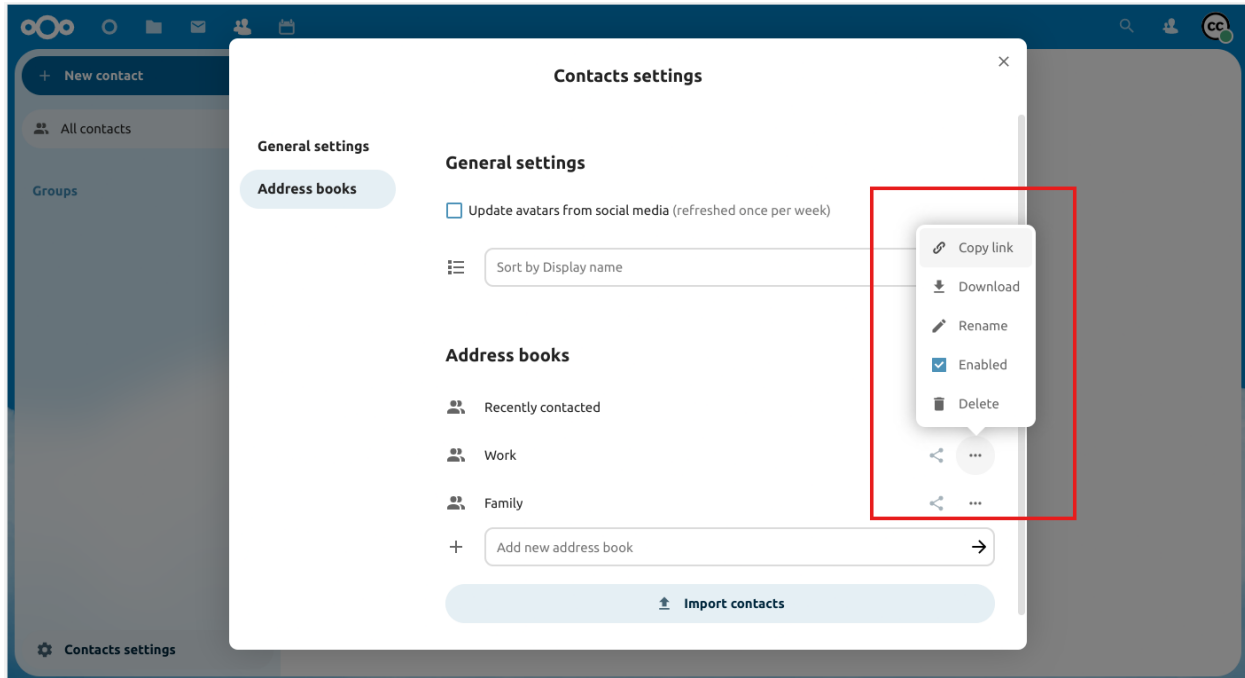 CC
New contact
All contacts
Groups
Contacts settings
Contacts settings
General settings
Address books
General settings
Update avatars from social media (refreshed once per week)
Sort by Display name
Copy link
Download
Rename
Enabled
Delete
Address books
Recently contacted
Work
Family
Add new address book
Import contacts